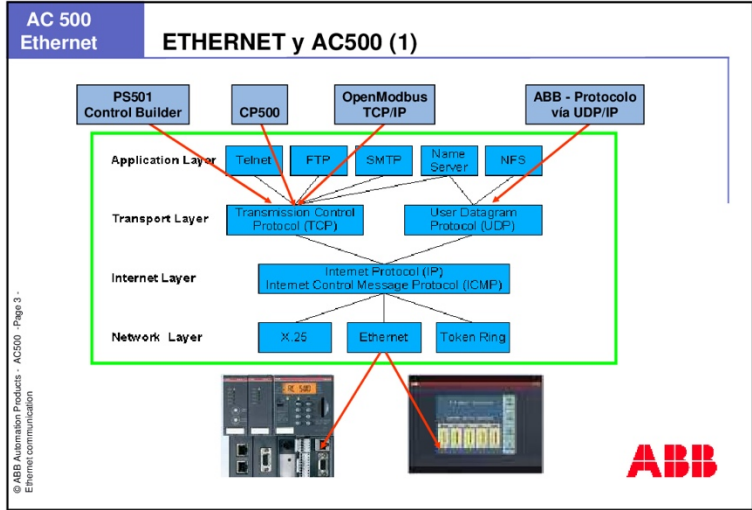 AC 500
Ethernet
ETHERNET y AC500 (1)
PS501
Control Builder
CP500
OpenModbus
TCP/IP
ABB - Protocolo
vía UDP/IP
Application Layer
Telnet
FTP
SMTP
Name
Server
NFS
Transport Layer
Transmission Control
Protocol (TCP)
User Datagram
Protocol (UDP)
Internet Layer
Internet Protocol (IP)
Internet Control Message Protocol (ICMP)
Network Layer
X.25
Ethernet
Token Ring
© ABB Automation Products - AC500 -Page 3 -
Ethernet communication
AC 500
ABB